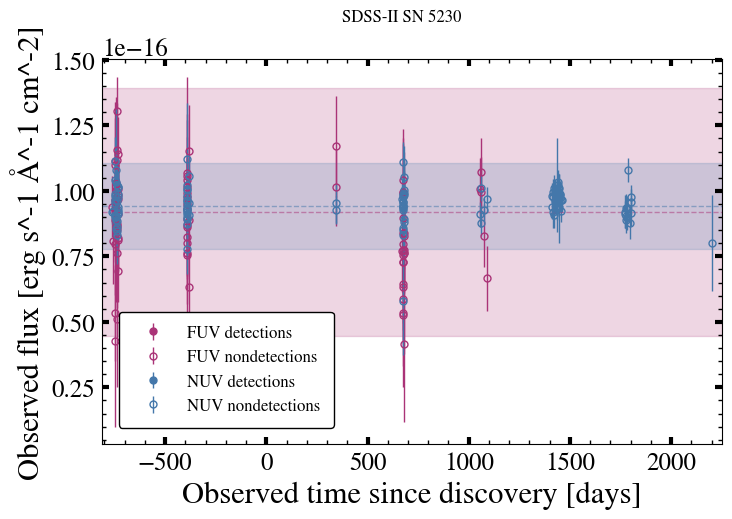 SDSS-II SN 5230
1e−16
1.50
1.25
1.00
0.75
0.50
0.25
Observed flux [erg s^-1 Å^-1 cm^-2]
FUV detections
FUV nondetections
NUV detections
NUV nondetections
−500 0 500 1000 1500 2000
Observed time since discovery [days]